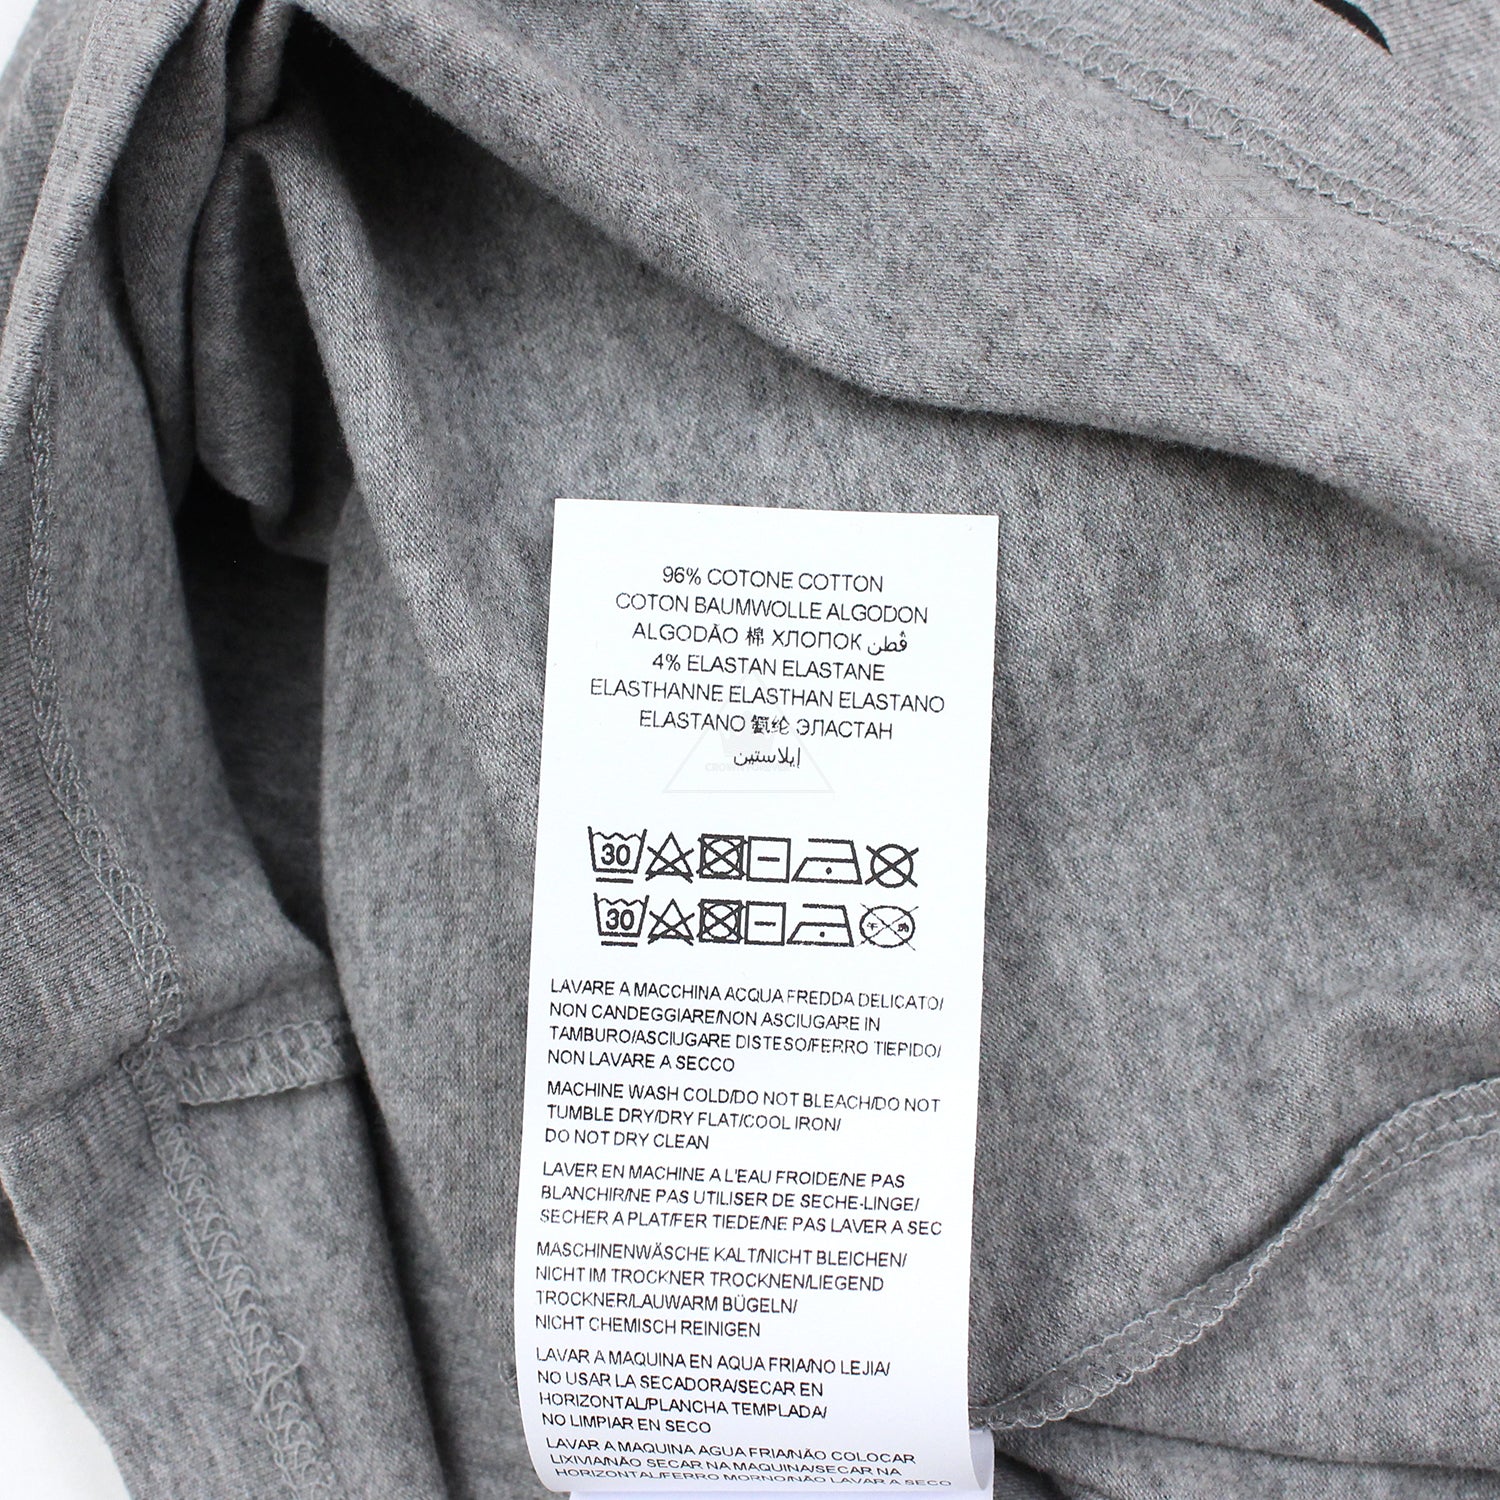 96% COTONE COTTON
COTON BAUMWOLLE ALGODON
ALGODÃO 棉 ХЛОПОК قطن
4% ELASTAN ELASTANE
ELASTHANNE ELASTHAN ELASTANO
ELASTANO 氨纶 ЭЛАСТАН
إيلاستين
30
30 干 洗
LAVARE A MACCHINA ACQUA FREDDA DELICATO/
NON CANDEGGIARE/NON ASCIUGARE IN
TAMBURO/ASCIUGARE DISTESO/FERRO TIEPIDO/
NON LAVARE A SECCO
MACHINE WASH COLD/DO NOT BLEACH/DO NOT
TUMBLE DRY/DRY FLAT/COOL IRON/
DO NOT DRY CLEAN
LAVER EN MACHINE A L'EAU FROIDE/NE PAS
BLANCHIR/NE PAS UTILISER DE SECHE-LINGE/
SECHER A PLAT/FER TIEDE/NE PAS LAVER A SEC
MASCHINENWÄSCHE KALT/NICHT BLEICHEN/
NICHT IM TROCKNER TROCKNEN/LIEGEND
TROCKNER/LAUWARM BÜGELN/
NICHT CHEMISCH REINIGEN
LAVAR A MAQUINA EN AQUA FRIA/NO LEJIA/
NO USAR LA SECADORA/SECAR EN
HORIZONTAL/PLANCHA TEMPLADA/
NO LIMPIAR EN SECO
LAVAR A MAQUINA AGUA FRIA/NÃO COLOCAR
LIXIVIA/NÃO SECAR NA MAQUINA/SECAR NA
HORIZONTAL/FERRO MORNO/NÃO LAVAR A SECO